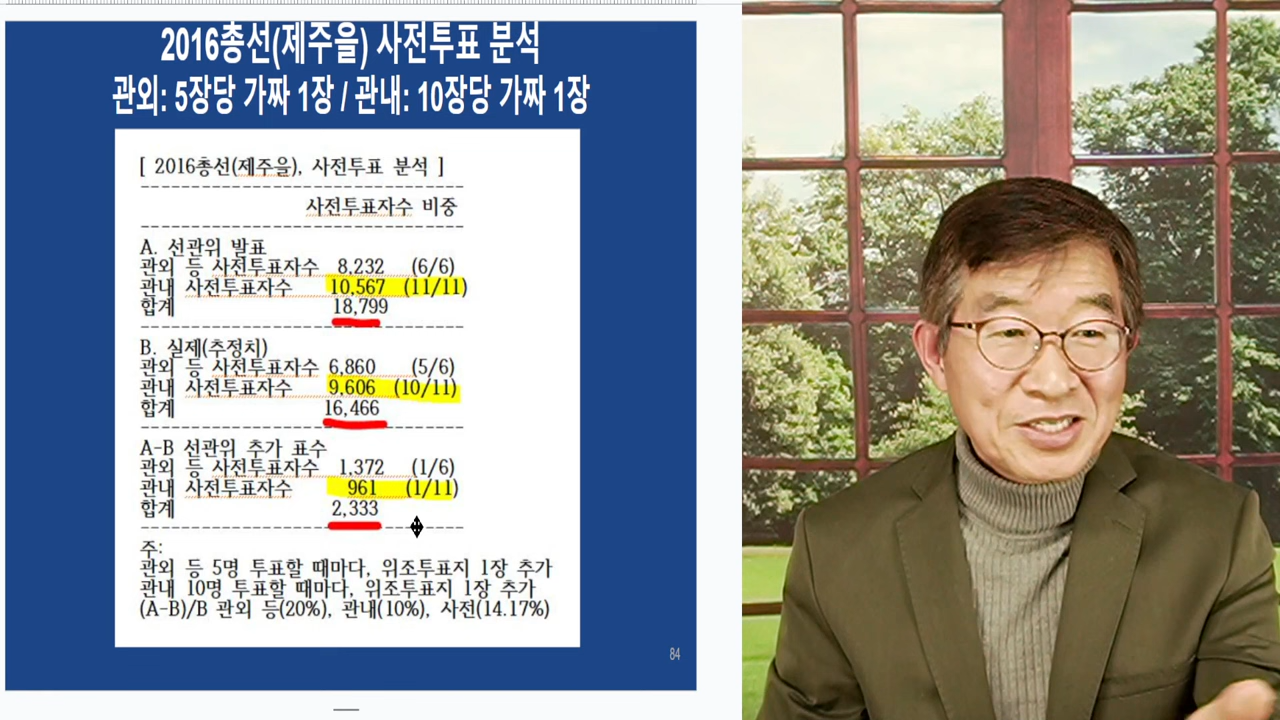 2016총선(제주을) 사전투표 분석
관외: 5장당 가짜 1장 / 관내: 10장당 가짜 1장
[ 2016총선(제주을), 사전투표 분석 ]
사전투표자수 비중
A. 선관위 발표
관외 등 사전투표자수 8,232 (6/6)
관내 사전투표자수 10,567 (11/11)
합계 18,799
B. 실제(추정치)
관외 등 사전투표자수 6,860 (5/6)
관내 사전투표자수 9,606 (10/11)
합계 16,466
A-B 선관위 추가 표수
관외 등 사전투표자수 1,372 (1/6)
관내 사전투표자수 961 (1/11)
합계 2,333
주:
관외 등 5명 투표할 때마다, 위조투표지 1장 추가
관내 10명 투표할 때마다, 위조투표지 1장 추가
(A-B)/B 관외 등(20%), 관내(10%), 사전(14.17%)
84